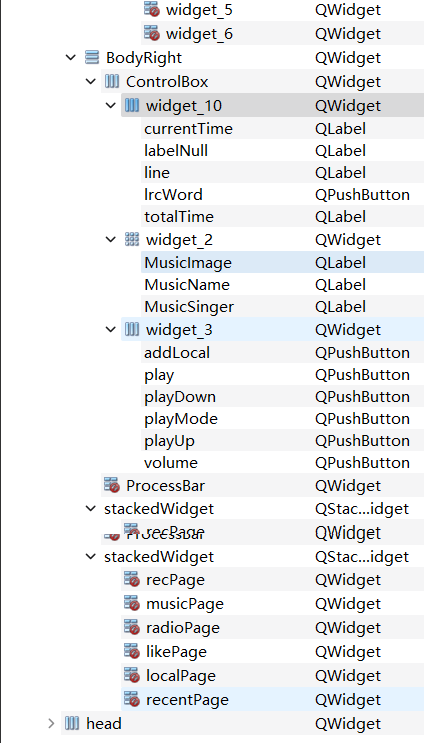 widget_5 QWidget
widget_6 QWidget
BodyRight QWidget
ControlBox QWidget
widget_10 QWidget
currentTime QLabel
labelNull QLabel
line QLabel
lrcWord QPushButton
totalTime QLabel
widget_2 QWidget
MusicImage QLabel
MusicName QLabel
MusicSinger QLabel
widget_3 QWidget
addLocal QPushButton
play QPushButton
playDown QPushButton
playMode QPushButton
playUp QPushButton
volume QPushButton
ProcessBar QWidget
stackedWidget QStac...idget
QWidget
stackedWidget QStac...idget
recPage QWidget
musicPage QWidget
radioPage QWidget
likePage QWidget
localPage QWidget
recentPage QWidget
head QWidget